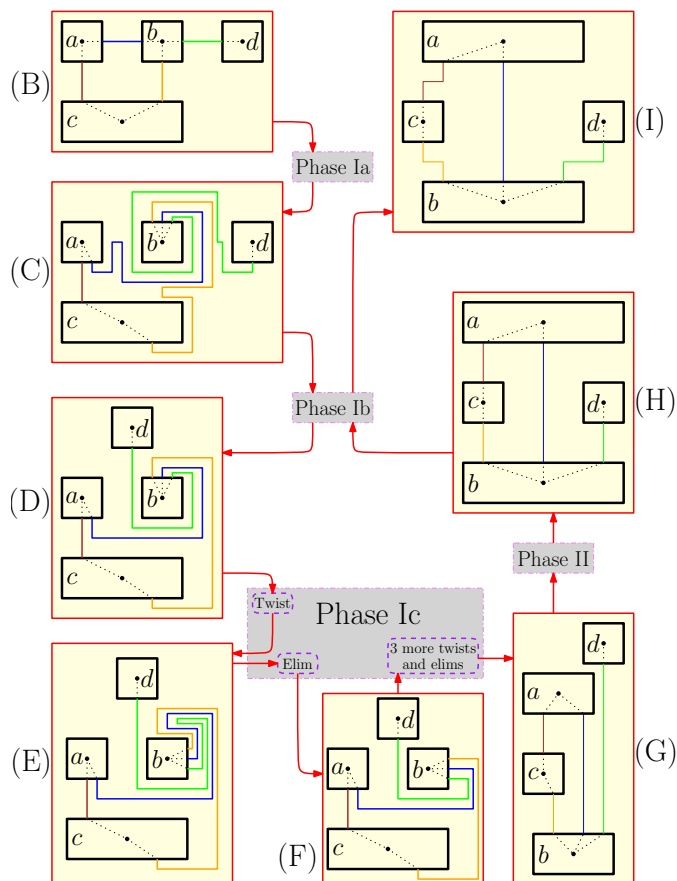 a b d
(B)
c
Phase Ia
a b d
(C)
c
a
c d (I)
b
Phase Ib
d
a b
(D)
c
a
c d (H)
b
Phase II
Phase Ic
Twist
Elim
3 more twists
and elims
d
a b
(E)
c
d
a b
(F)
c
d
a
c
(G)
b